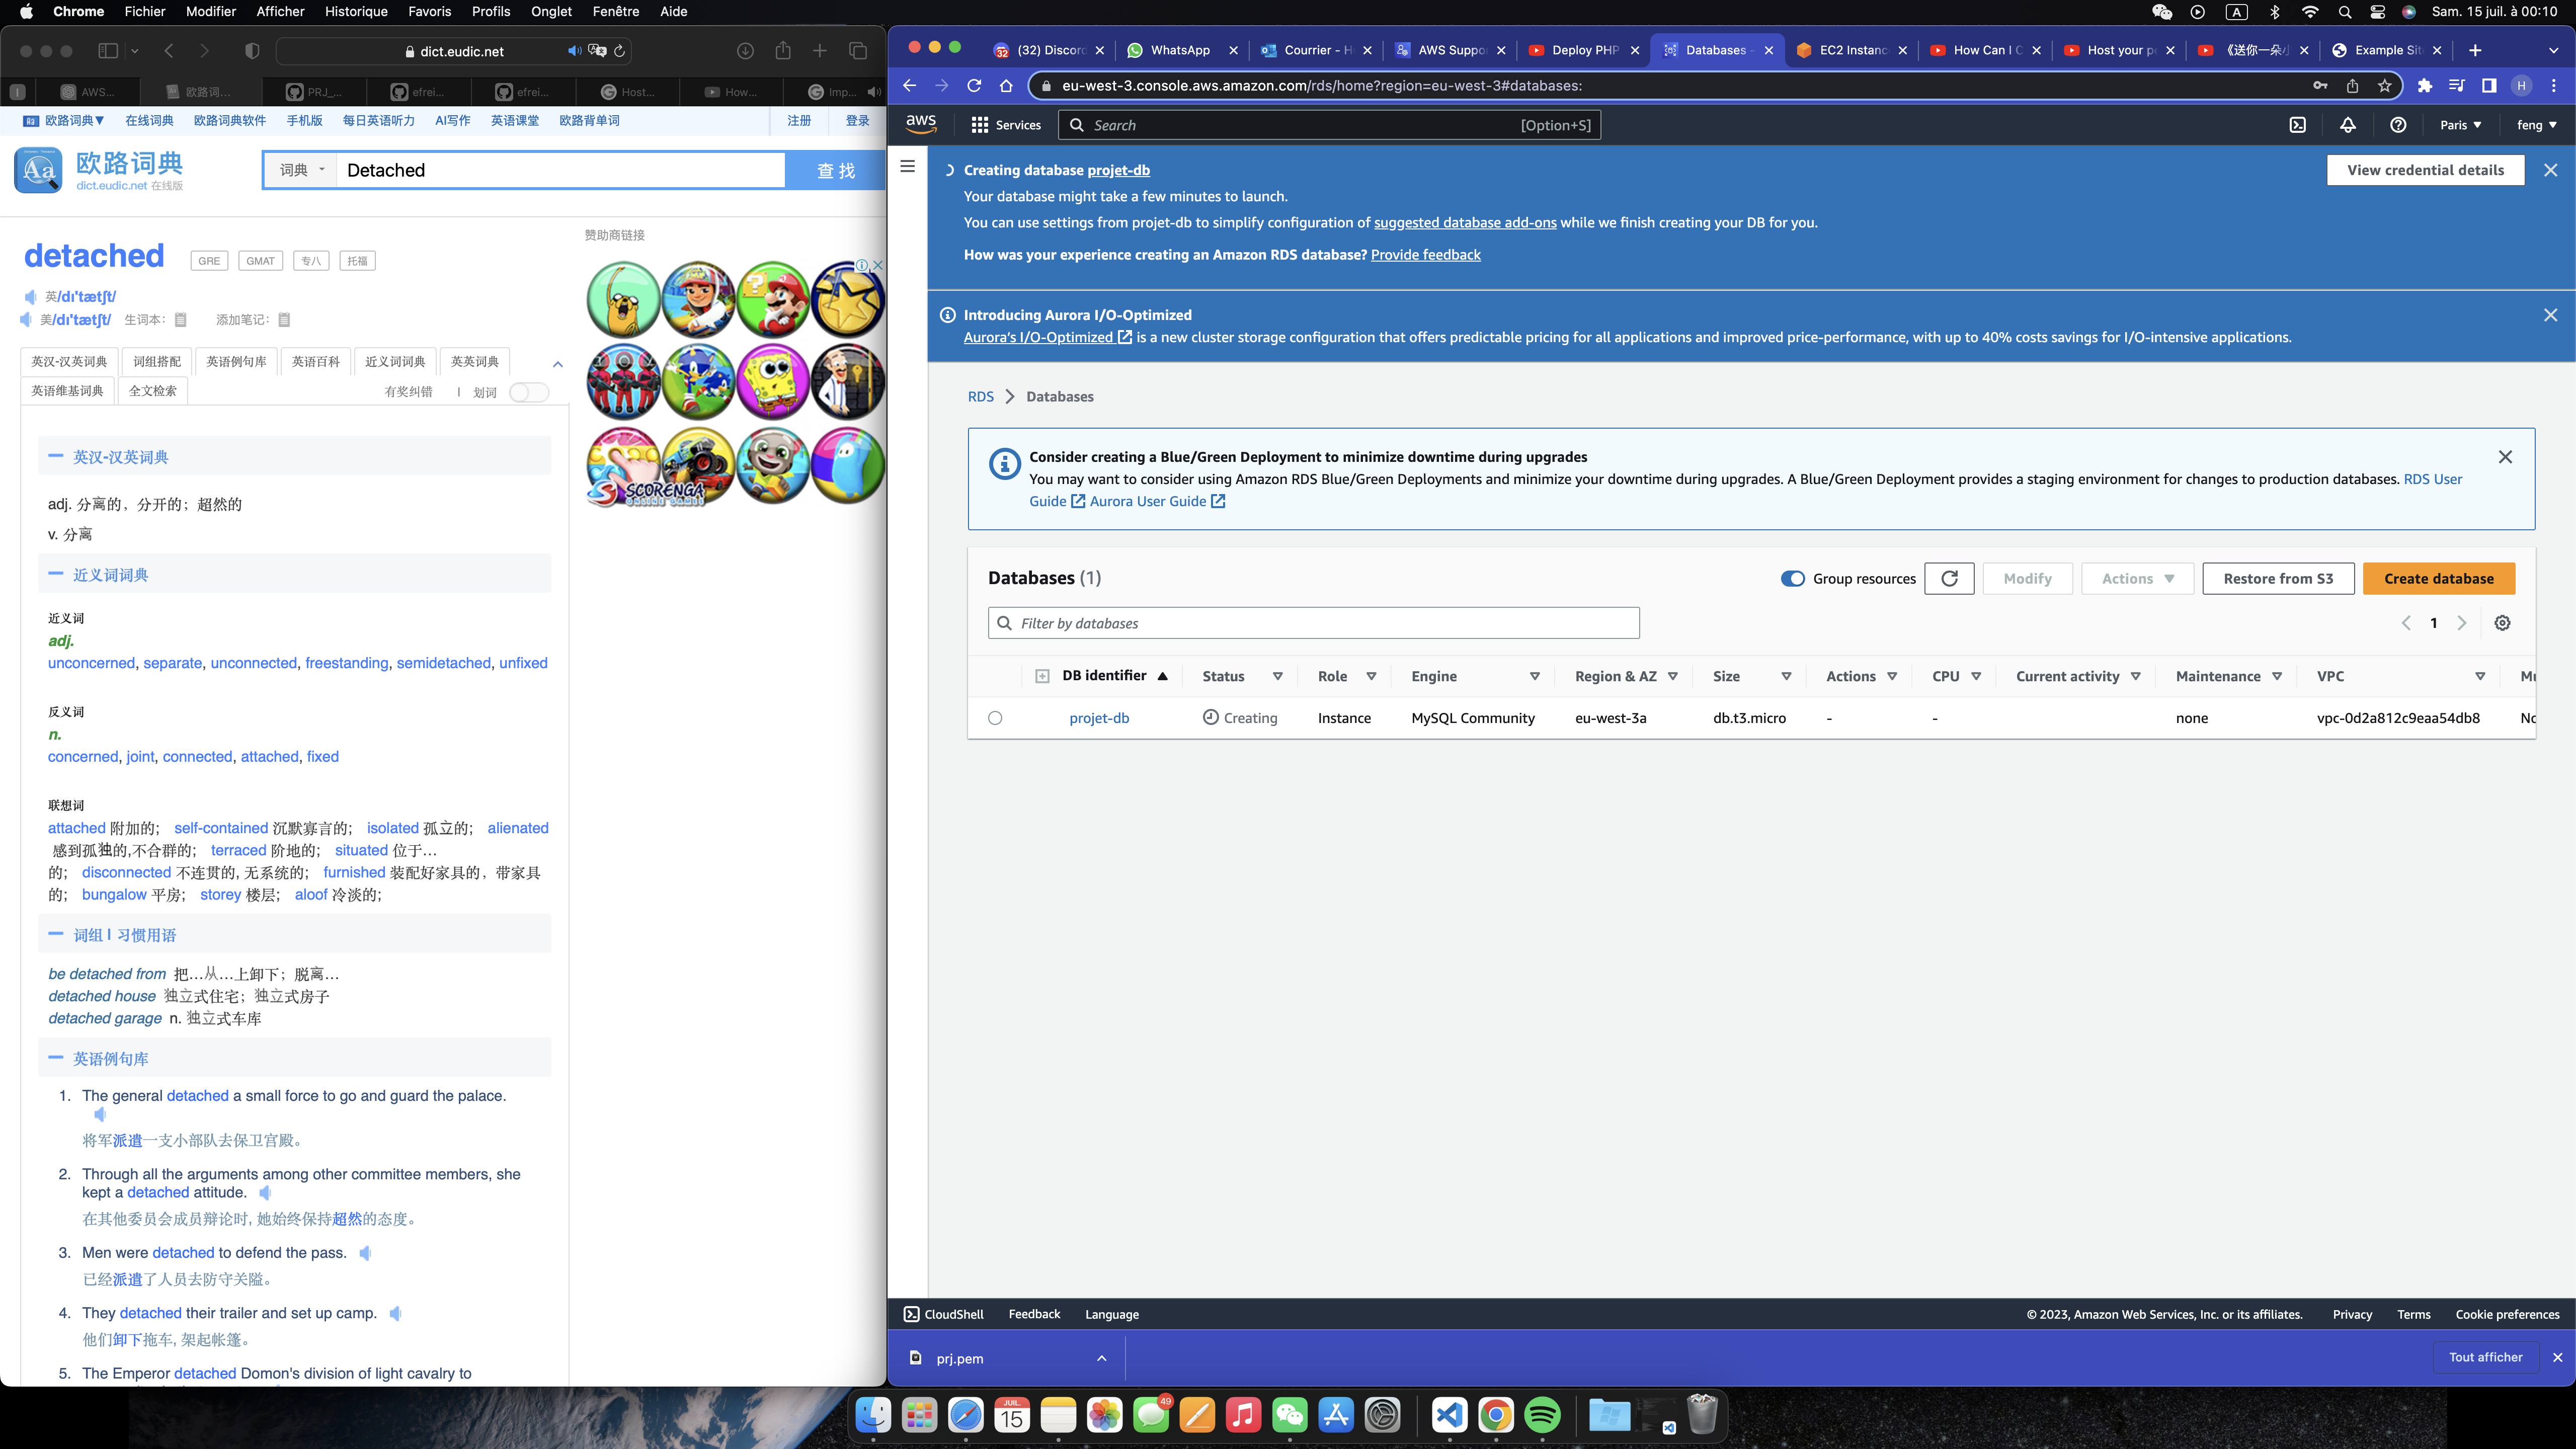 Chrome Fichier Modifier Afficher Historique Favoris Profils Onglet Fenêtre Aide
A Sam. 15 juil. à 00:10
dict.eudic.net
AWS... 欧路词... PRJ_... efrei... efrei... Host... How... Imp...
欧路词典▼ 在线词典 欧路词典软件 手机版 每日英语听力 AI写作 英语课堂 欧路背单词 注册 登录
欧路词典
dict.eudic.net 在线版
词典 Detached 查 找
detached GRE GMAT 专八 托福
英/dɪ'tætʃt/
美/dɪ'tætʃt/ 生词本: 添加笔记:
英汉-汉英词典 词组搭配 英语例句库 英语百科 近义词词典 英英词典
英语维基词典 全文检索 有奖纠错 | 划词
赞助商链接
SCORENGA
英汉-汉英词典
adj. 分离的，分开的；超然的
v. 分离
近义词词典
近义词
adj.
unconcerned, separate, unconnected, freestanding, semidetached, unfixed
反义词
n.
concerned, joint, connected, attached, fixed
联想词
attached 附加的; self-contained 沉默寡言的; isolated 孤立的; alienated
感到孤独的,不合群的; terraced 阶地的; situated 位于…
的; disconnected 不连贯的, 无系统的; furnished 装配好家具的，带家具
的; bungalow 平房; storey 楼层; aloof 冷淡的;
词组 | 习惯用语
be detached from 把…从…上卸下；脱离…
detached house 独立式住宅；独立式房子
detached garage n. 独立式车库
英语例句库
1. The general detached a small force to go and guard the palace.
将军派遣一支小部队去保卫宫殿。
2. Through all the arguments among other committee members, she
kept a detached attitude.
在其他委员会成员辩论时, 她始终保持超然的态度。
3. Men were detached to defend the pass.
已经派遣了人员去防守关隘。
4. They detached their trailer and set up camp.
他们卸下拖车, 架起帐篷。
5. The Emperor detached Domon's division of light cavalry to
(32) Discord WhatsApp Courrier - H AWS Suppo Deploy PHP Databases - EC2 Instanc How Can I C Host your p 《送你一朵小 Example Sit
eu-west-3.console.aws.amazon.com/rds/home?region=eu-west-3#databases: H
aws Services Search [Option+S] Paris ▼ feng ▼
Creating database projet-db View credential details
Your database might take a few minutes to launch.
You can use settings from projet-db to simplify configuration of suggested database add-ons while we finish creating your DB for you.
How was your experience creating an Amazon RDS database? Provide feedback
Introducing Aurora I/O-Optimized
Aurora's I/O-Optimized is a new cluster storage configuration that offers predictable pricing for all applications and improved price-performance, with up to 40% costs savings for I/O-intensive applications.
RDS Databases
Consider creating a Blue/Green Deployment to minimize downtime during upgrades
You may want to consider using Amazon RDS Blue/Green Deployments and minimize your downtime during upgrades. A Blue/Green Deployment provides a staging environment for changes to production databases. RDS User
Guide Aurora User Guide
Databases (1) Group resources Modify Actions ▼ Restore from S3 Create database
Filter by databases 1
DB identifier Status Role Engine Region & AZ Size Actions CPU Current activity Maintenance VPC Mu
projet-db Creating Instance MySQL Community eu-west-3a db.t3.micro - - none vpc-0d2a812c9eaa54db8 No
CloudShell Feedback Language © 2023, Amazon Web Services, Inc. or its affiliates. Privacy Terms Cookie preferences
prj.pem Tout afficher
JUIL. 15 49